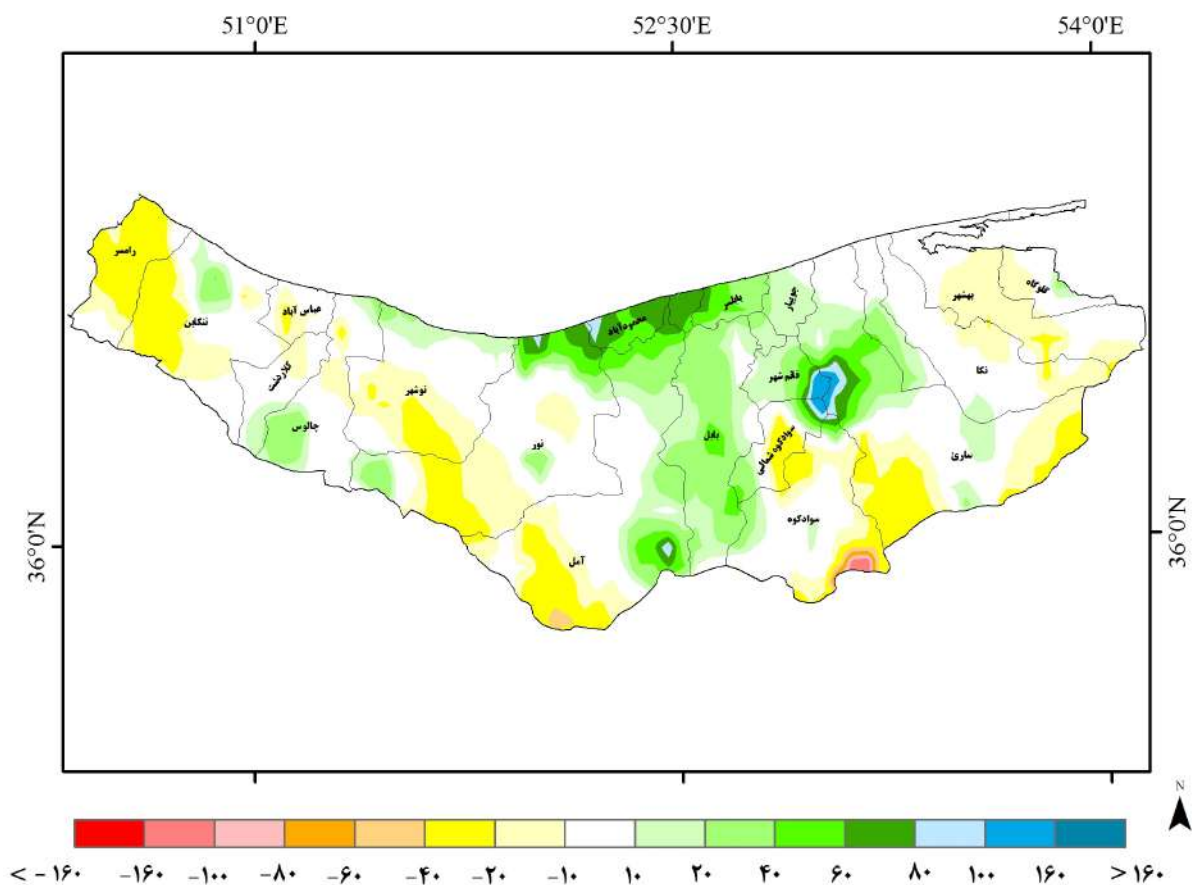 51°0'E 52°30'E 54°0'E
رامسر
تنکابن
عباس آباد
کلاردشت
چالوس
نوشهر
نور
آمل
محمودآباد
بابلسر
جویبار
بابل
قائم شهر
سوادکوه شمالی
سوادکوه
ساری
نکا
بهشهر
گلوگاه
36°0'N 36°0'N
N
< -۱۶۰ -۱۶۰ -۱۰۰ -۸۰ -۶۰ -۴۰ -۲۰ -۱۰ ۱۰ ۲۰ ۴۰ ۶۰ ۸۰ ۱۰۰ ۱۶۰ > ۱۶۰